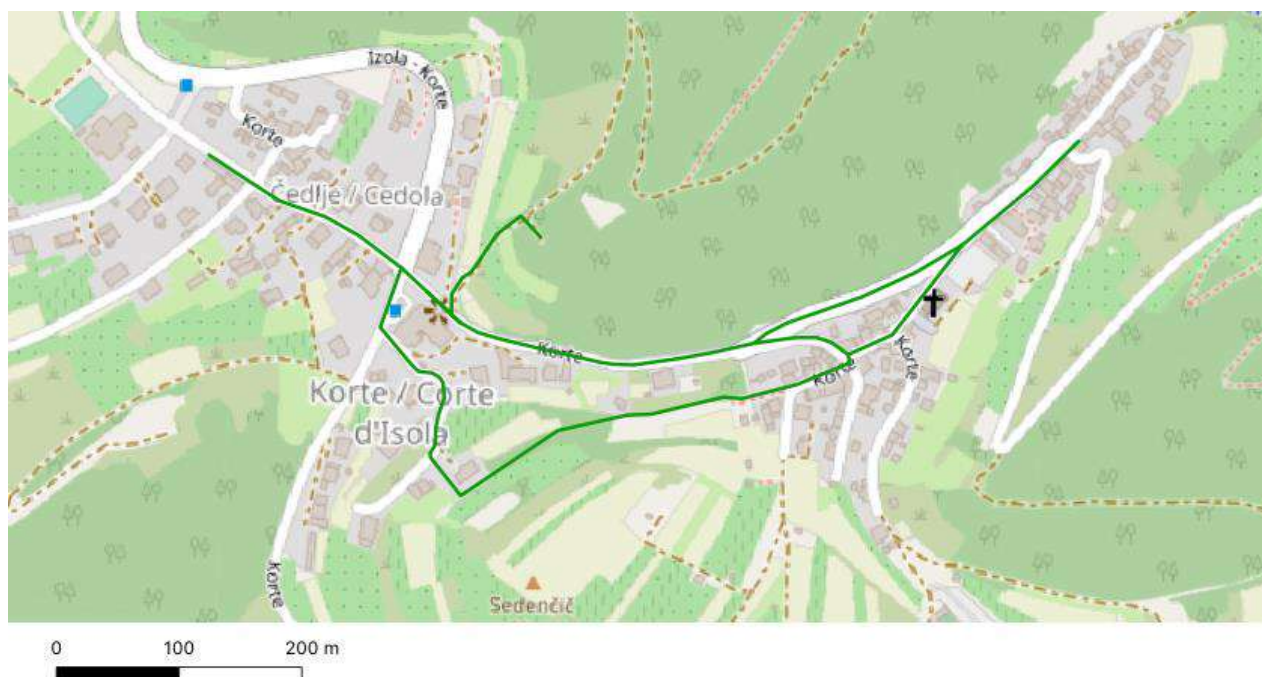 Izola - Korte
Korte
Čedlje / Cedola
Korte
Korte
Korte
Korte / Corte
d'Isola
Korte
Sedenčič
0 100 200 m